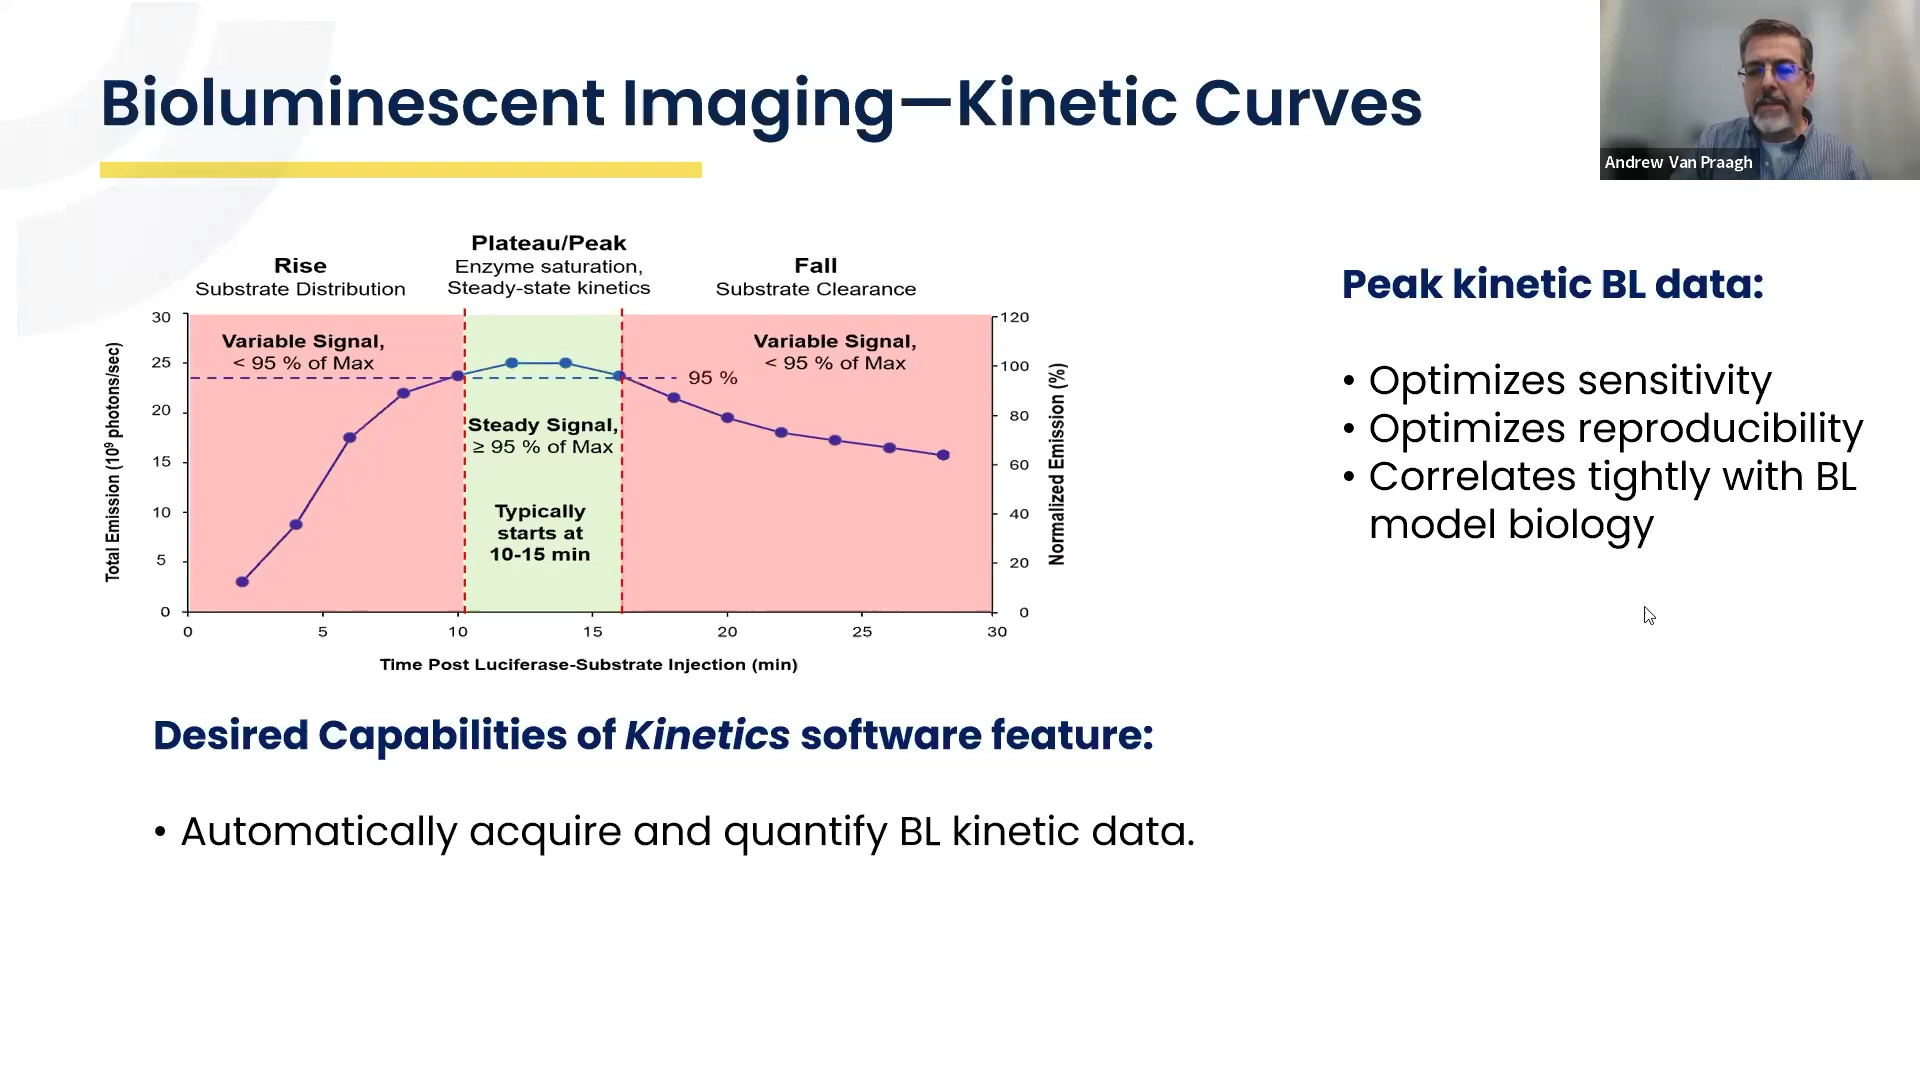 Bioluminescent Imaging—Kinetic Curves
Andrew Van Praagh
Rise
Substrate Distribution
Plateau/Peak
Enzyme saturation,
Steady-state kinetics
Fall
Substrate Clearance
Total Emission (10⁹ photons/sec)
30
25
20
15
10
5
0
Variable Signal,
< 95 % of Max
Steady Signal,
≥ 95 % of Max
Typically
starts at
10-15 min
95 %
Variable Signal,
< 95 % of Max
120
100
80
60
40
20
0
Normalized Emission (%)
0 5 10 15 20 25 30
Time Post Luciferase-Substrate Injection (min)
Peak kinetic BL data:
• Optimizes sensitivity
• Optimizes reproducibility
• Correlates tightly with BL
model biology
Desired Capabilities of Kinetics software feature:
• Automatically acquire and quantify BL kinetic data.